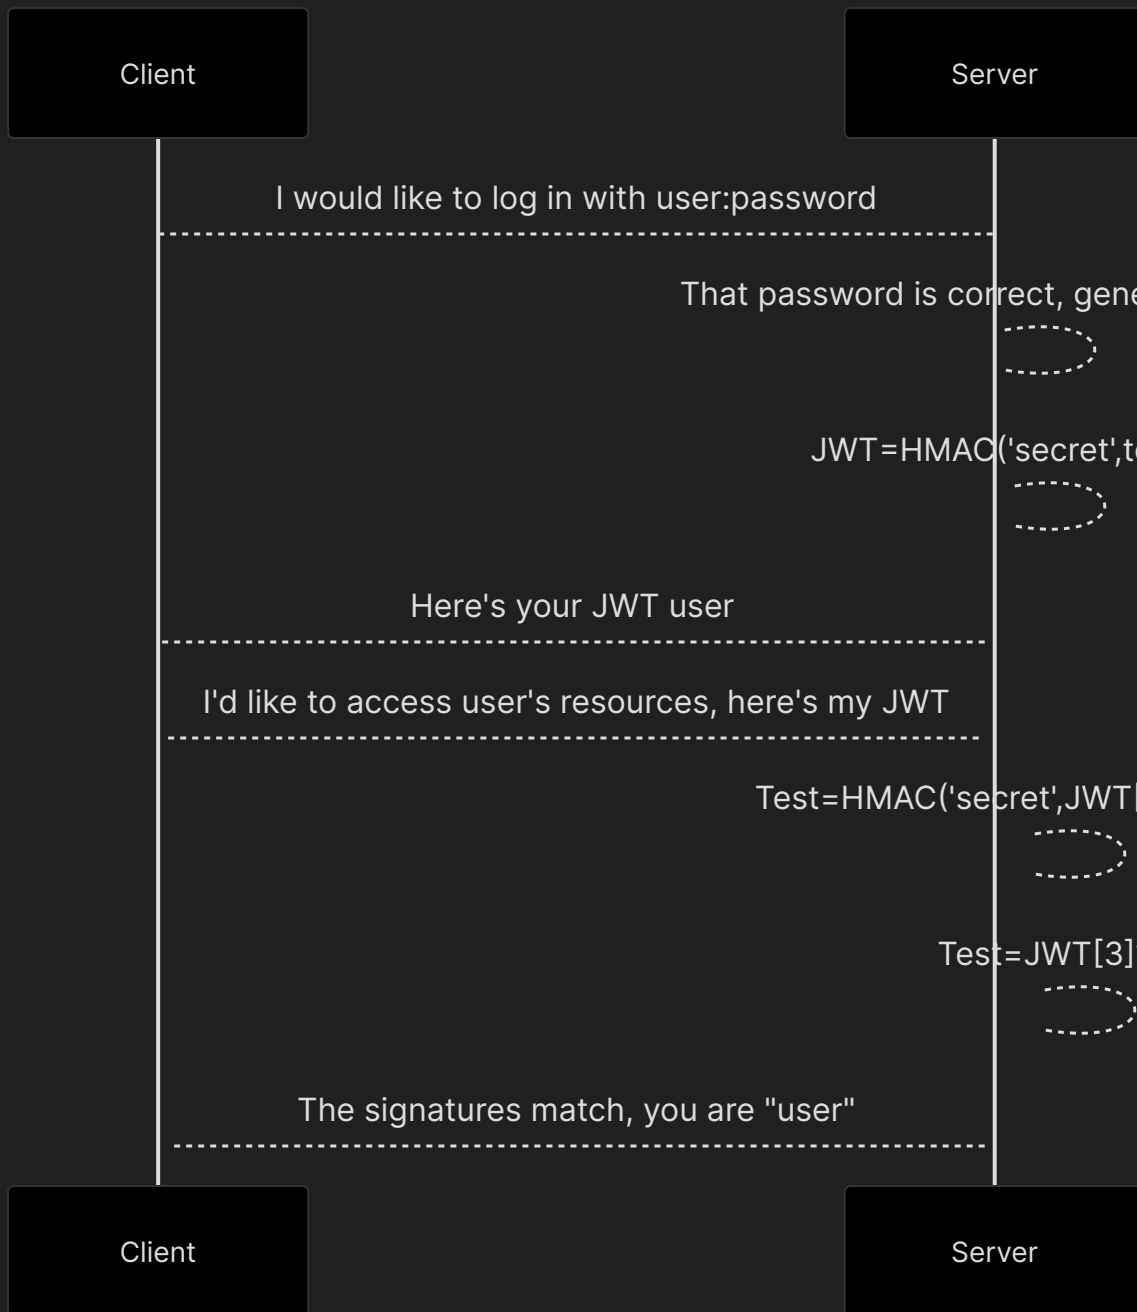 Client
Server
I would like to log in with user:password
That password is correct,
JWT=HMAC('secret',
Here's your JWT user
I'd like to access user's resources, here's my JWT
Test=HMAC('secret',JWT[
Test=JWT[3]
The signatures match, you are "user"
Client
Server